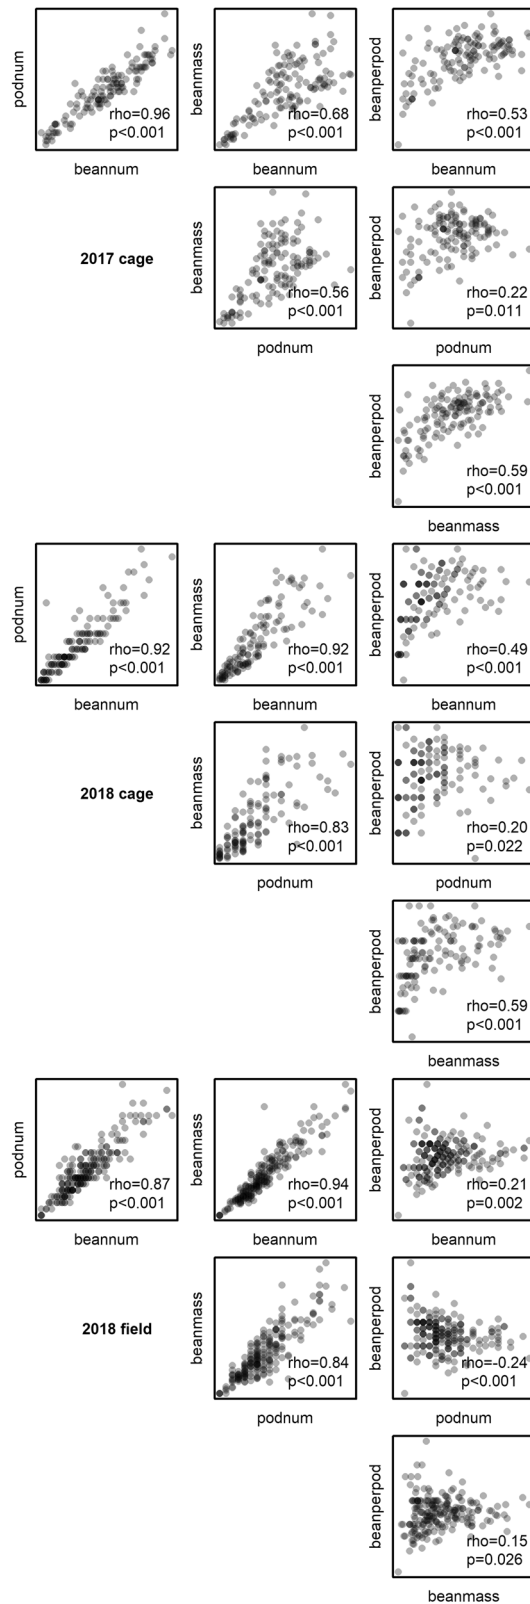 podnum
rho=0.96
p<0.001
beannum
beanmass
rho=0.68
p<0.001
beannum
beanperpod
rho=0.53
p<0.001
beannum
2017 cage
beanmass
rho=0.56
p<0.001
podnum
beanperpod
rho=0.22
p=0.011
podnum
beanperpod
rho=0.59
p<0.001
beanmass
podnum
rho=0.92
p<0.001
beannum
beanmass
rho=0.92
p<0.001
beannum
beanperpod
rho=0.49
p<0.001
beannum
2018 cage
beanmass
rho=0.83
p<0.001
podnum
beanperpod
rho=0.20
p=0.022
podnum
beanperpod
rho=0.59
p<0.001
beanmass
podnum
rho=0.87
p<0.001
beannum
beanmass
rho=0.94
p<0.001
beannum
beanperpod
rho=0.21
p=0.002
beannum
2018 field
beanmass
rho=0.84
p<0.001
podnum
beanperpod
rho=-0.24
p<0.001
podnum
beanperpod
rho=0.15
p=0.026
beanmass